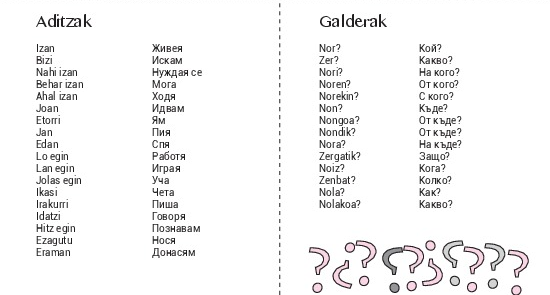 Aditzak
Izan Живея
Bizi Искам
Nahi izan Нуждая се
Behar izan Мога
Ahal izan Ходя
Joan Идвам
Etorri Ям
Jan Пия
Edan Спя
Lo egin Работя
Lan egin Играя
Jolas egin Уча
Ikasi Чета
Irakurri Пиша
Idatzi Говоря
Hitz egin Познавам
Ezagutu Нося
Eraman Донасям
Galderak
Nor? Кой?
Zer? Какво?
Nori? На кого?
Noren? От кого?
Norekin? С кого?
Non? Къде?
Nongoa? От къде?
Nondik? От къде?
Nora? На къде?
Zergatik? Защо?
Noiz? Кога?
Zenbat? Колко?
Nola? Как?
Nolakoa? Какво?